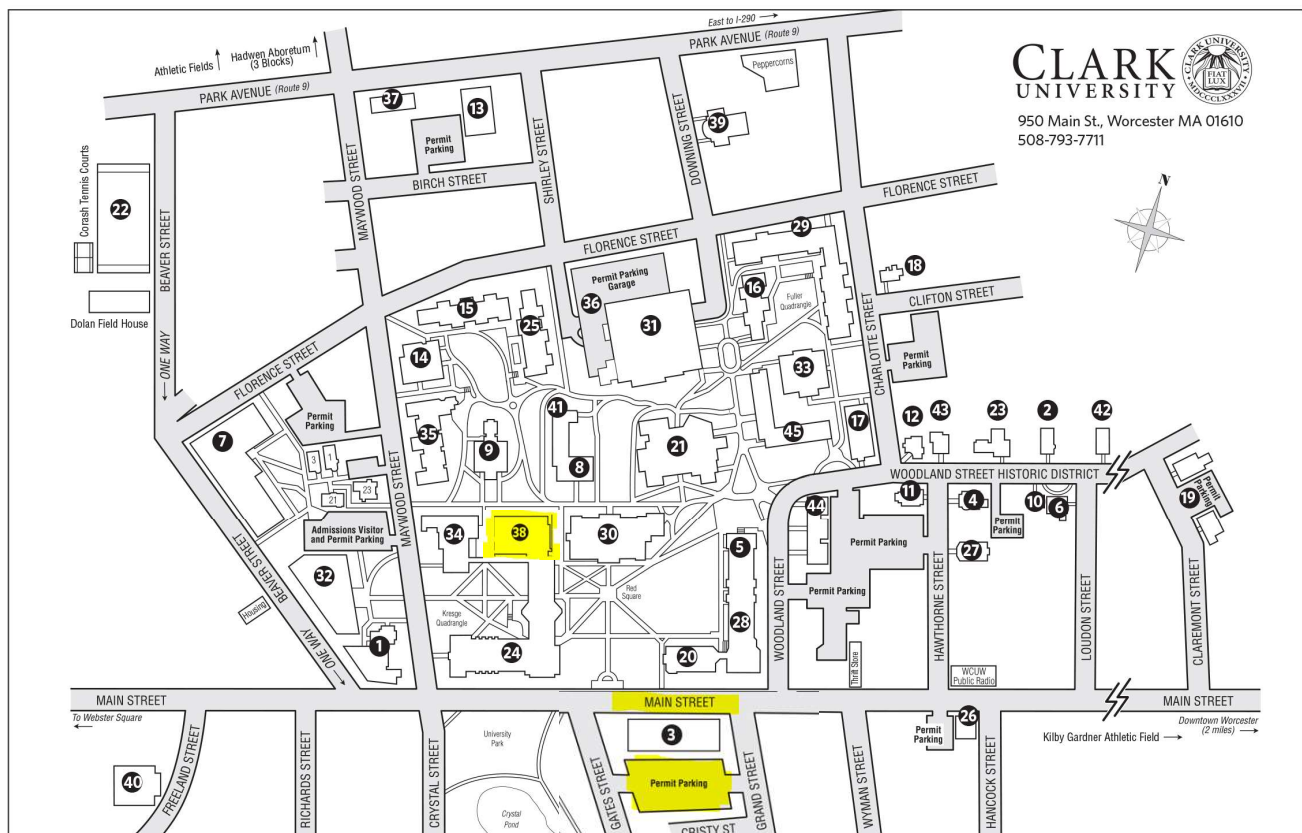 East to I-290
PARK AVENUE (Route 9)
Hadwen Aboretum
(3 Blocks)
Athletic Fields
PARK AVENUE (Route 9)
CLARK
UNIVERSITY
CLARK UNIVERSITY
FIAT
LUX
MDCCCLXXXVII
950 Main St., Worcester MA 01610
508-793-7711
N
Peppercorns
37
13
39
Permit
Parking
BIRCH STREET
MAYWOOD STREET
SHIRLEY STREET
DOWNING STREET
FLORENCE STREET
Corash Tennis Courts
22
BEAVER STREET
Dolan Field House
ONE WAY
FLORENCE STREET
29
18
CLIFTON STREET
Permit Parking
Garage
36
31
16
Fuller
Quadrangle
CHARLOTTE STREET
Permit
Parking
15
25
14
33
FLORENCE STREET
Permit
Parking
7
35
9
41
8
21
45
17
12
43
23
2
42
WOODLAND STREET HISTORIC DISTRICT
3
1
21
23
Admissions Visitor
and Permit Parking
MAYWOOD STREET
34
38
30
5
44
11
4
10
6
19
Permit
Parking
Permit
Parking
Permit Parking
27
32
BEAVER STREET
Housing
ONE WAY
1
Kresge
Quadrangle
Red
Square
24
28
20
WOODLAND STREET
Permit Parking
Thrift Store
HAWTHORNE STREET
WCUW
Public Radio
LOUDON STREET
CLAREMONT STREET
MAIN STREET
MAIN STREET
MAIN STREET
To Webster Square
Downtown Worcester
(2 miles)
Kilby Gardner Athletic Field
40
FREELAND STREET
RICHARDS STREET
CRYSTAL STREET
University
Park
Crystal
Pond
GATES STREET
3
Permit Parking
CRISTY ST
GRAND STREET
WYMAN STREET
Permit
Parking
26
HANCOCK STREET